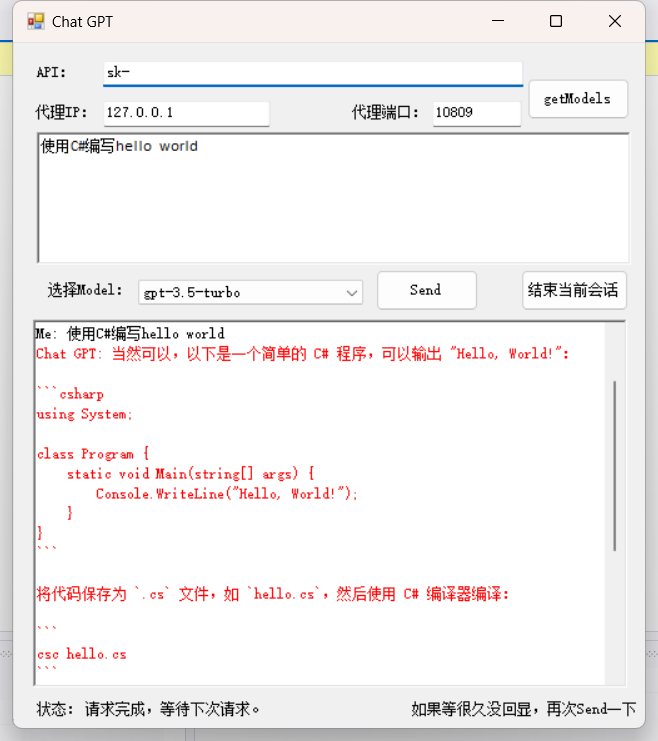 Chat GPT
API: sk-
getModels
代理IP: 127.0.0.1 代理端口: 10809
使用C#编写hello world
选择Model: gpt-3.5-turbo Send 结束当前会话
Me: 使用C#编写hello world
Chat GPT: 当然可以，以下是一个简单的 C# 程序，可以输出 "Hello, World!"：
```csharp
using System;
class Program {
static void Main(string[] args) {
Console.WriteLine("Hello, World!");
}
}
```
将代码保存为 `.cs` 文件，如 `hello.cs`，然后使用 C# 编译器编译：
```
csc hello.cs
```
状态: 请求完成，等待下次请求。 如果等很久没回显，再次Send一下